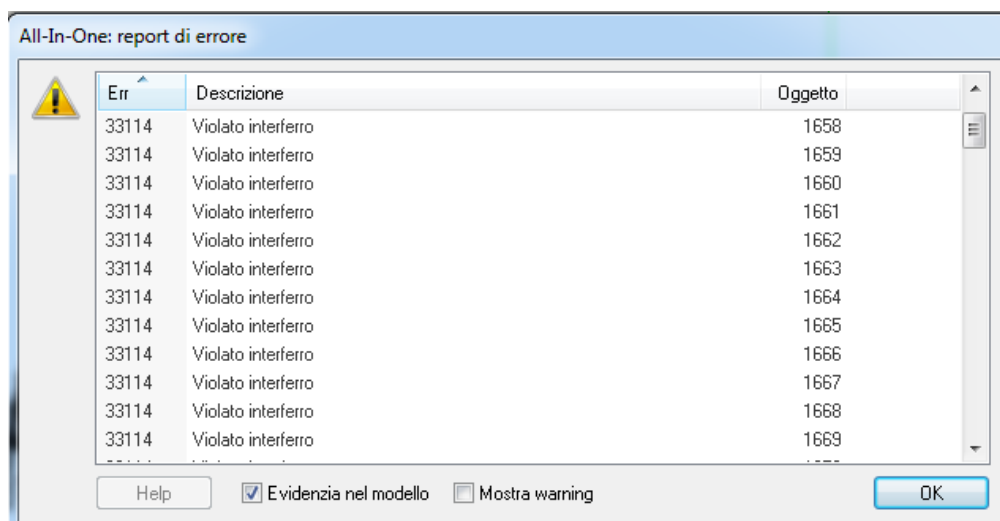 All-In-One: report di errore
Err Descrizione Oggetto
33114 Violato interferro 1658
33114 Violato interferro 1659
33114 Violato interferro 1660
33114 Violato interferro 1661
33114 Violato interferro 1662
33114 Violato interferro 1663
33114 Violato interferro 1664
33114 Violato interferro 1665
33114 Violato interferro 1666
33114 Violato interferro 1667
33114 Violato interferro 1668
33114 Violato interferro 1669
Help Evidenzia nel modello Mostra warning OK